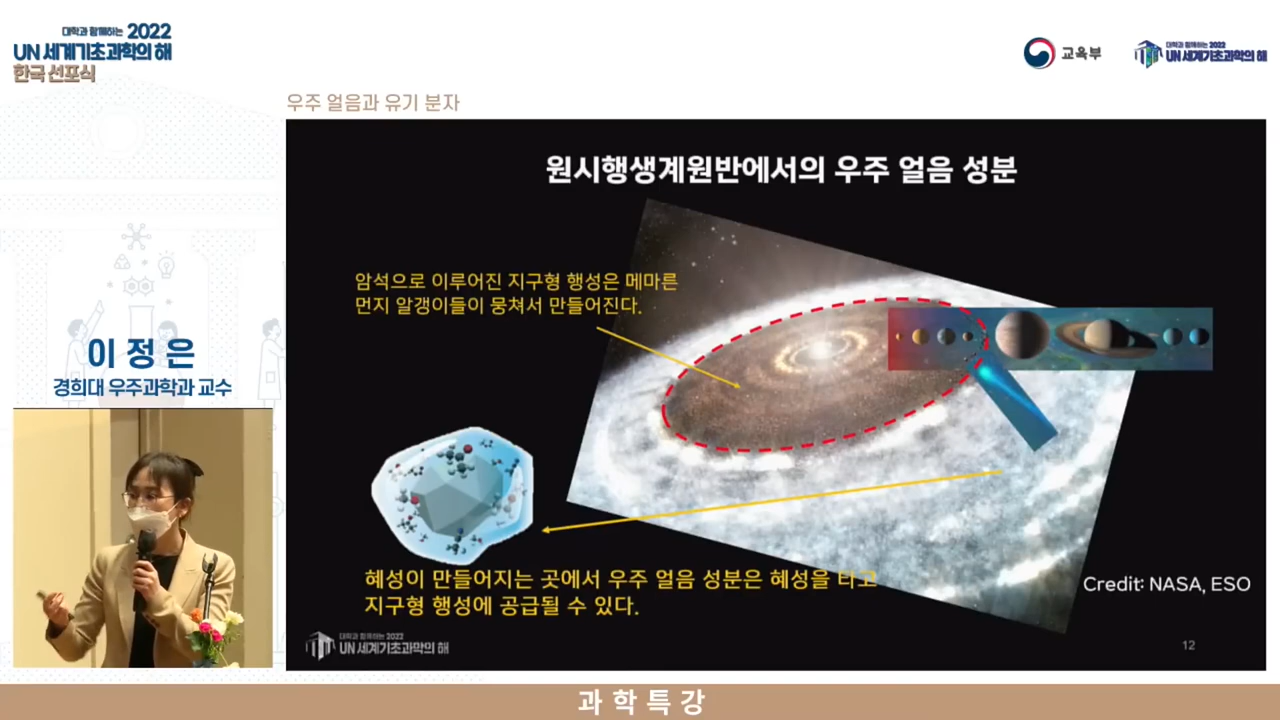 대학과 함께하는 2022
UN 세계기초과학의 해
한국 선포식
교육부
대학과 함께하는 2022
UN 세계기초과학의 해
우주 얼음과 유기 분자
원시행생계원반에서의 우주 얼음 성분
암석으로 이루어진 지구형 행성은 메마른
먼지 알갱이들이 뭉쳐서 만들어진다.
이정은
경희대 우주과학과 교수
혜성이 만들어지는 곳에서 우주 얼음 성분은 혜성을 타고
지구형 행성에 공급될 수 있다.
Credit: NASA, ESO
대학과 함께하는 2022
UN 세계기초과학의 해
12
과학특강